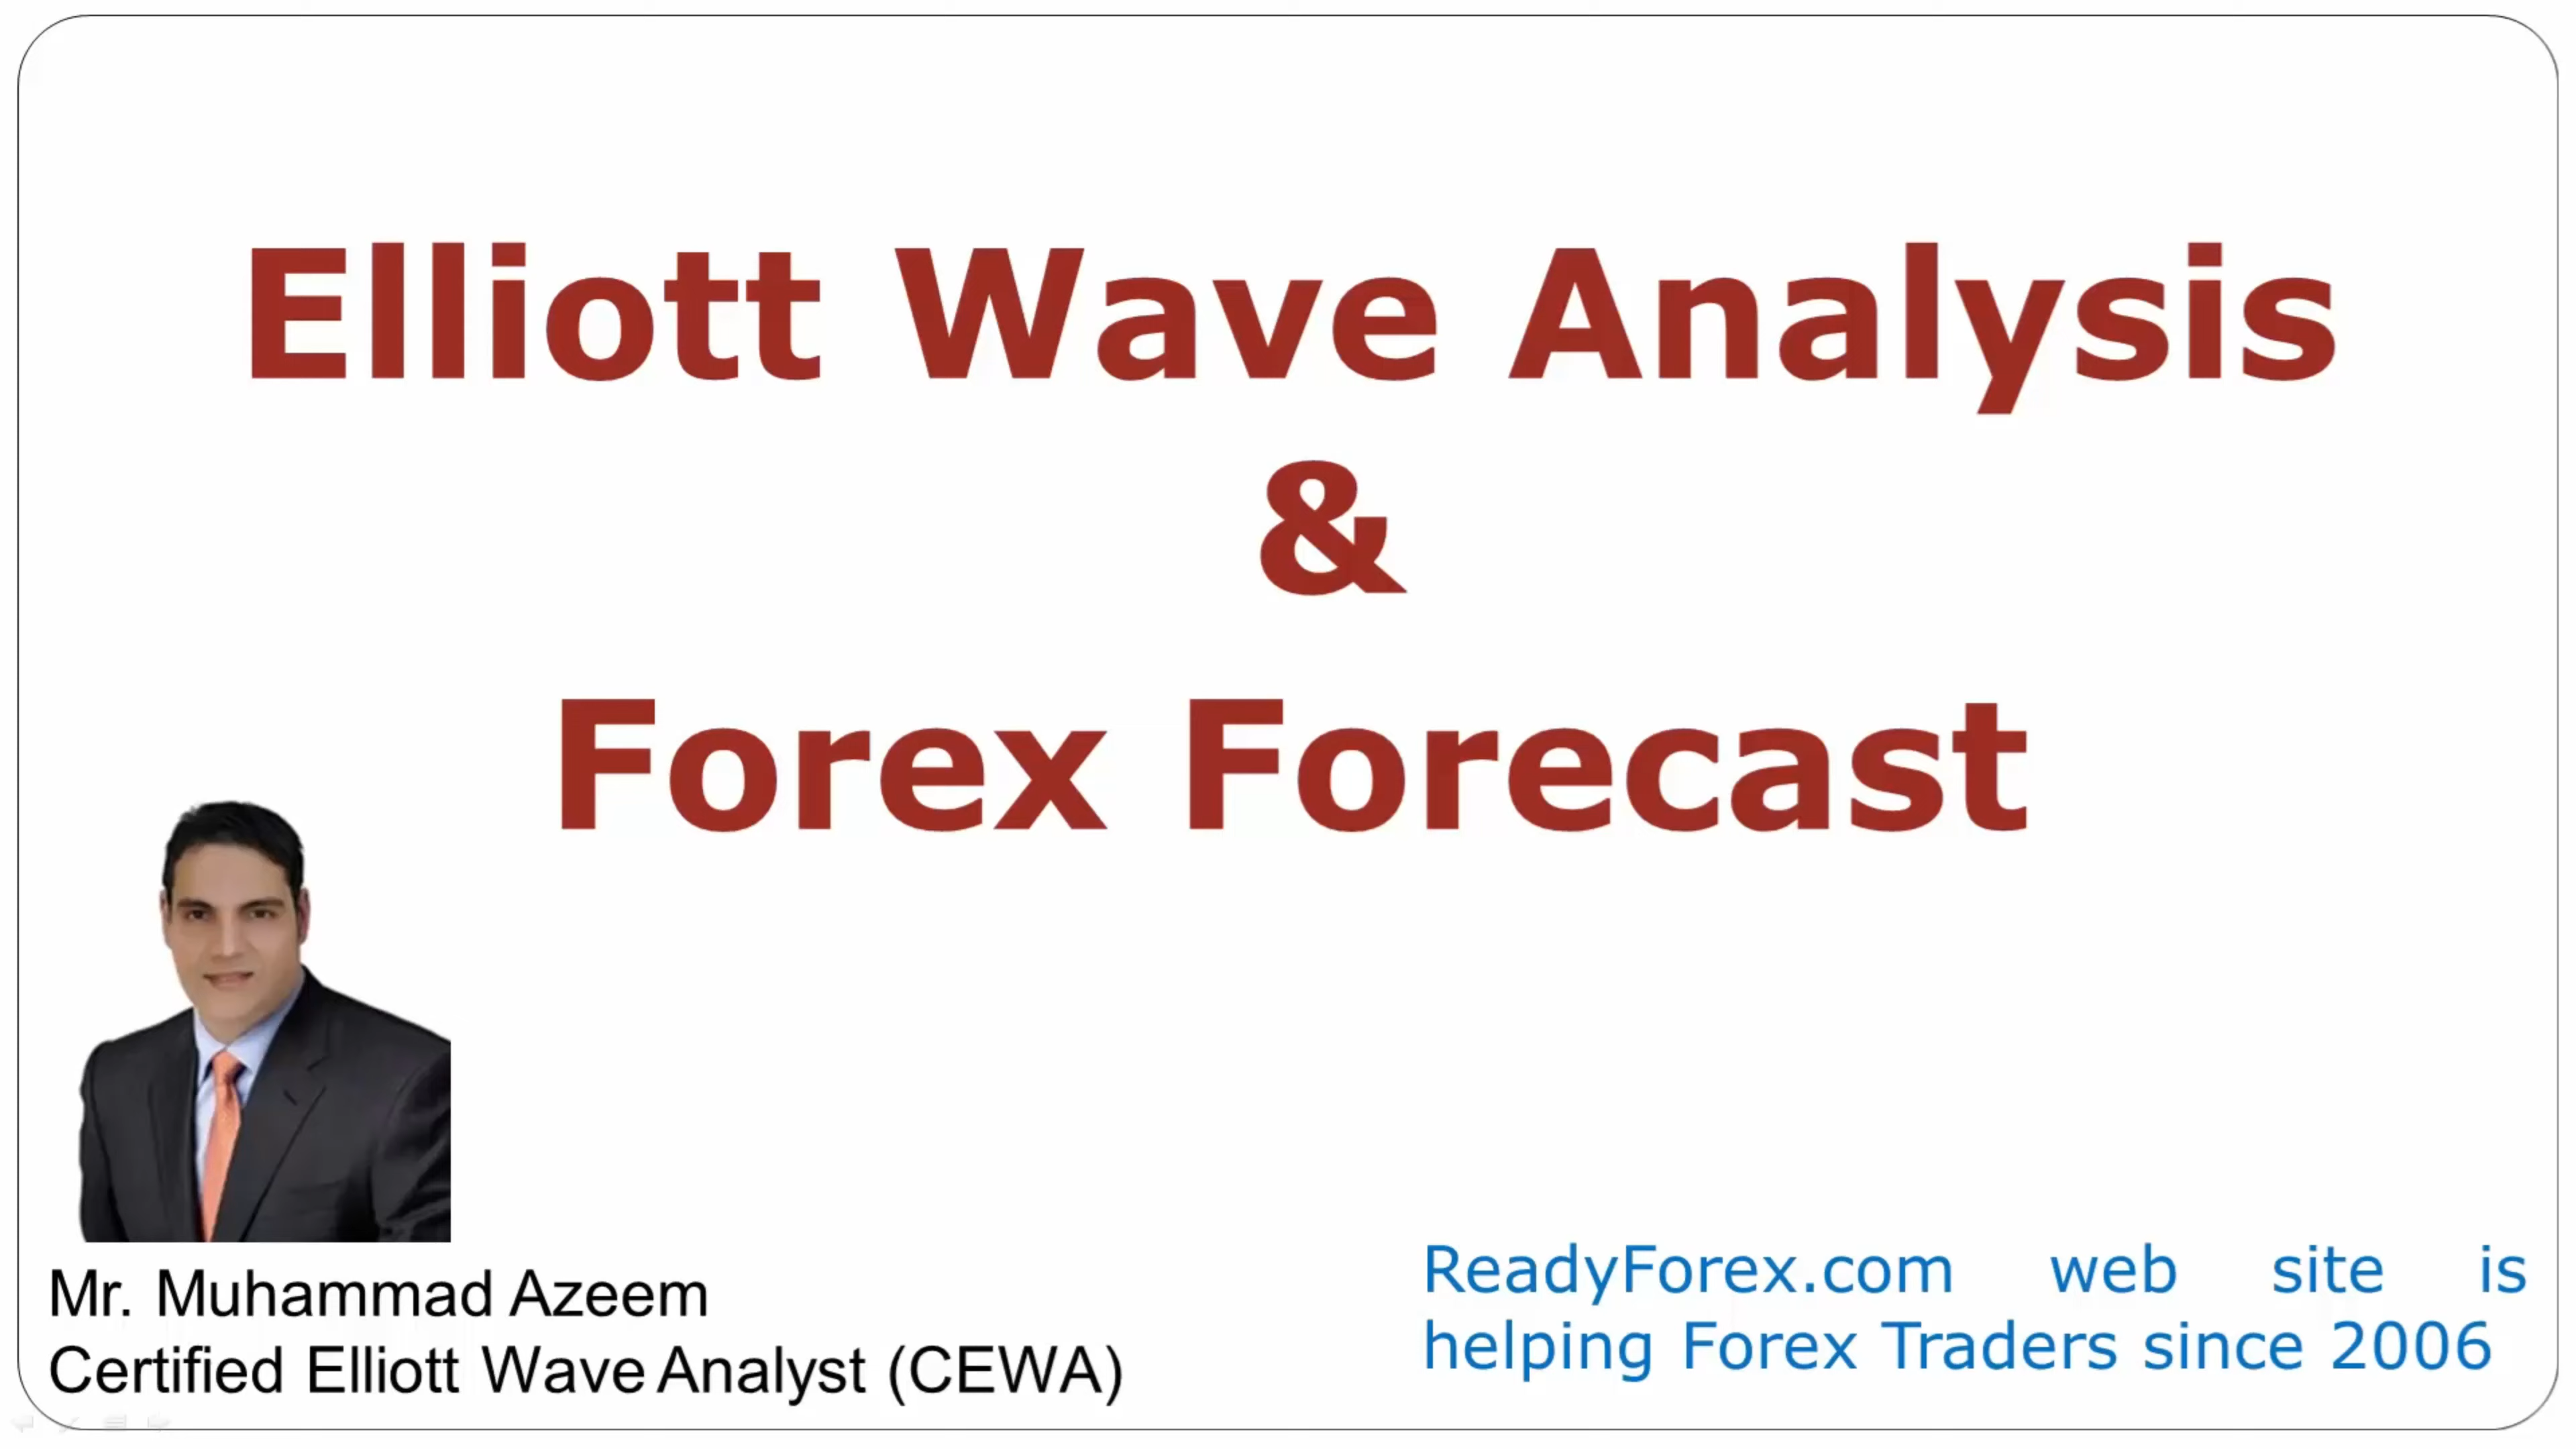 Elliott Wave Analysis
&
Forex Forecast
Mr. Muhammad Azeem
Certified Elliott Wave Analyst (CEWA)
ReadyForex.com web site is
helping Forex Traders since 2006